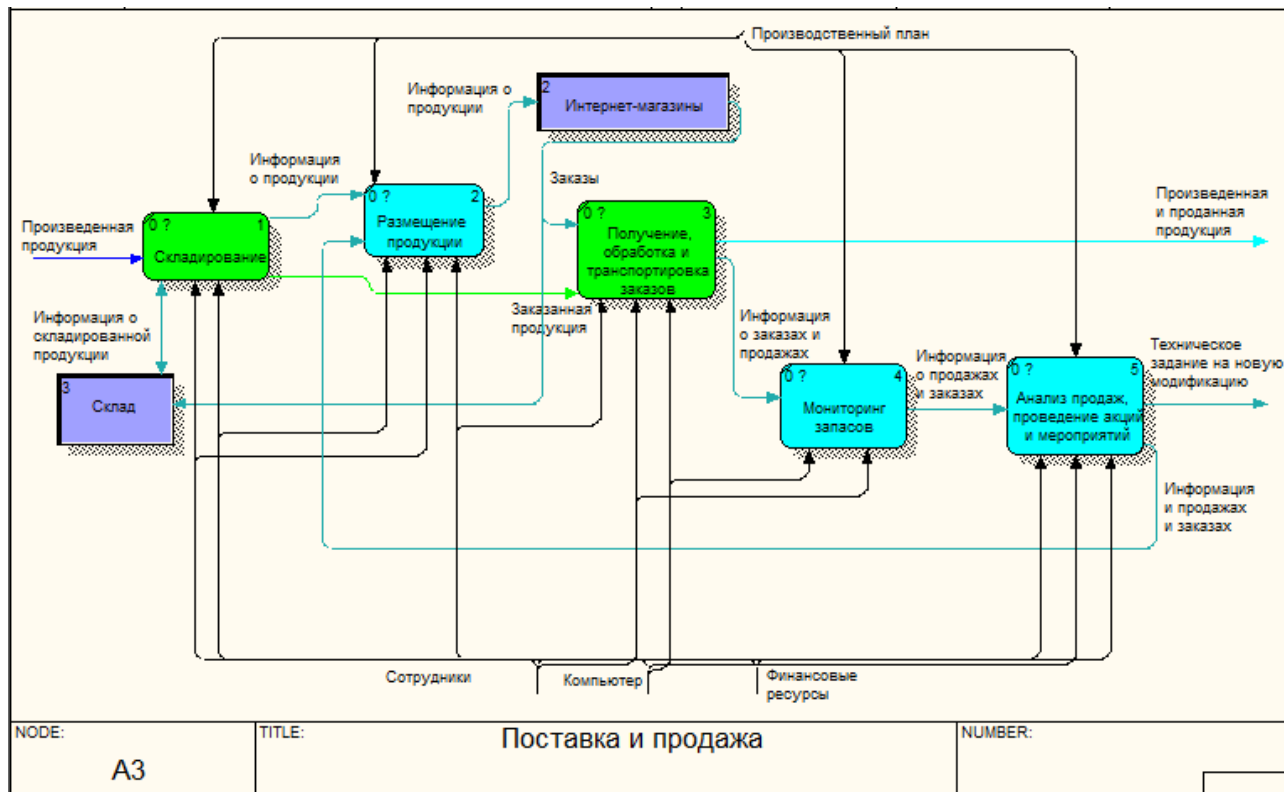 Производственный план
Информация о
продукции
2
Интернет-магазины
Информация
о продукции
Заказы
0 ?
2
Размещение
продукции
0 ?
3
Получение,
обработка и
транспортировка
заказов
Произведенная
и проданная
продукция
Произведенная
продукция
0 ?
1
Складирование
Заказанная
продукция
Информация о
складированной
продукции
Информация
о заказах и
продажах
Информация
о продажах
и заказах
Техническое
задание на новую
модификацию
3
Склад
0 ?
4
Мониторинг
запасов
0 ?
5
Анализ продаж,
проведение акций
и мероприятий
Информация
и продажах
и заказах
Сотрудники
Компьютер
Финансовые
ресурсы
NODE:
A3
TITLE:
Поставка и продажа
NUMBER: